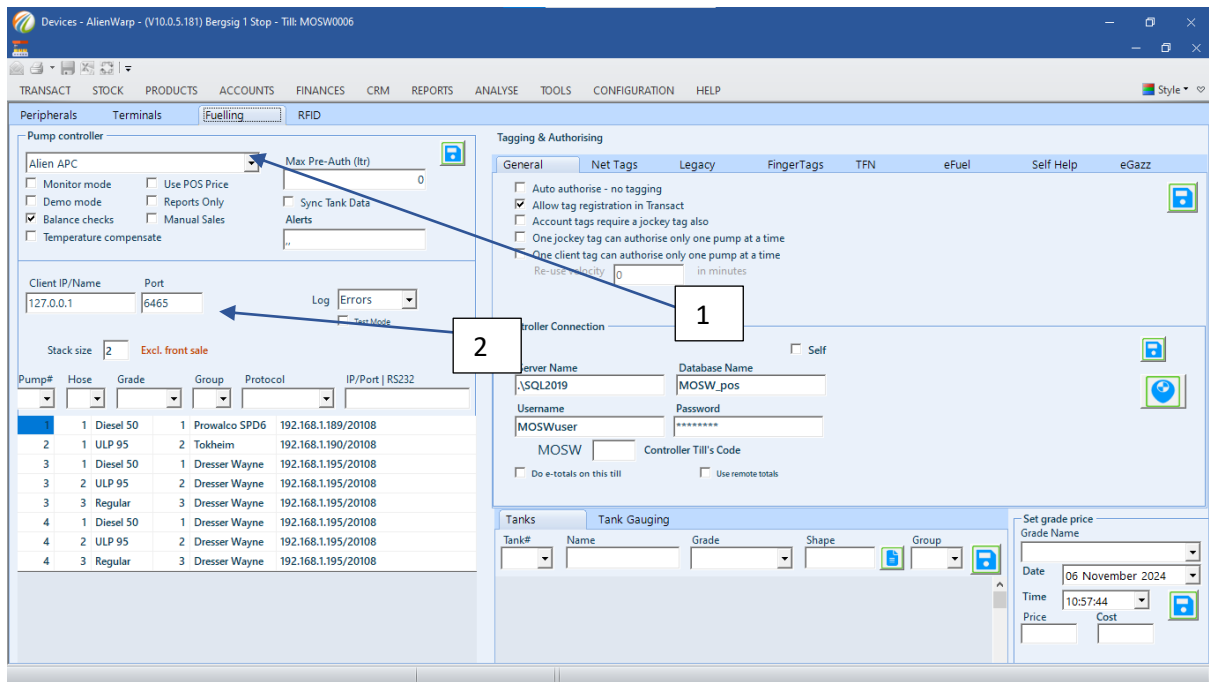 Devices - AlienWarp - (V10.0.5.181) Bergsig 1 Stop - Till: MOSW0006
TRANSACT STOCK PRODUCTS ACCOUNTS FINANCES CRM REPORTS ANALYSE TOOLS CONFIGURATION HELP Style
Peripherals Terminals Fuelling RFID
Pump controller
Alien APC
Max Pre-Auth (ltr)
0
Monitor mode Use POS Price
Demo mode Reports Only Sync Tank Data
Balance checks Manual Sales Alerts
Temperature compensate ,,
Client IP/Name Port
127.0.0.1 6465 Log Errors
Test Mode
Stack size 2 Excl. front sale
Pump# Hose Grade Group Protocol IP/Port | RS232
1 1 Diesel 50 1 Prowalco SPD6 192.168.1.189/20108
2 1 ULP 95 2 Tokheim 192.168.1.190/20108
3 1 Diesel 50 1 Dresser Wayne 192.168.1.195/20108
3 2 ULP 95 2 Dresser Wayne 192.168.1.195/20108
3 3 Regular 3 Dresser Wayne 192.168.1.195/20108
4 1 Diesel 50 1 Dresser Wayne 192.168.1.195/20108
4 2 ULP 95 2 Dresser Wayne 192.168.1.195/20108
4 3 Regular 3 Dresser Wayne 192.168.1.195/20108
Tagging & Authorising
General Net Tags Legacy FingerTags TFN eFuel Self Help eGazz
Auto authorise - no tagging
Allow tag registration in Transact
Account tags require a jockey tag also
One jockey tag can authorise only one pump at a time
One client tag can authorise only one pump at a time
Re-use velocity 0 in minutes
1
2
Connection
Self
Server Name Database Name
.\SQL2019 MOSW_pos
Username Password
MOSWuser ********
MOSW Controller Till's Code
Do e-totals on this till Use remote totals
Tanks Tank Gauging
Tank# Name Grade Shape Group
Set grade price
Grade Name
Date 06 November 2024
Time 10:57:44
Price Cost